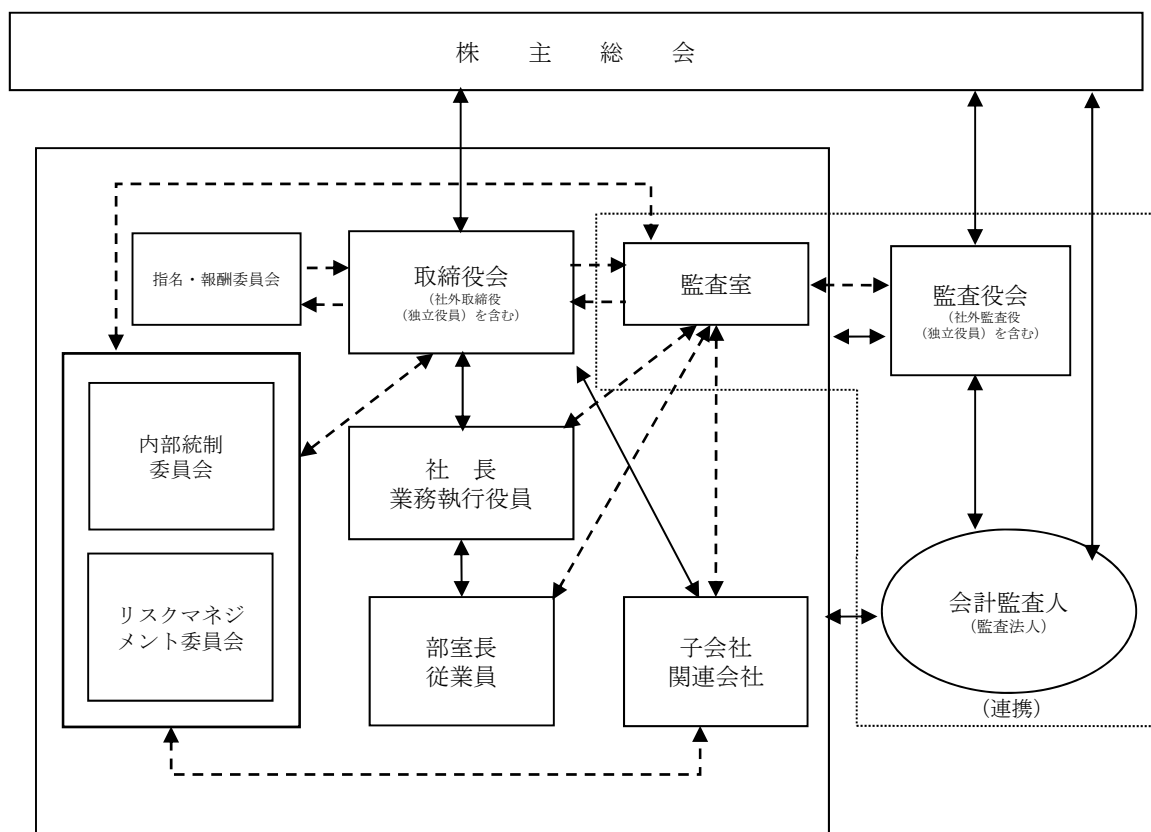 株　主　総　会
指名・報酬委員会
取締役会
（社外取締役
（独立役員）を含む）
監査室
監査役会
（社外監査役
（独立役員）を含む）
内部統制
委員会
社　長
業務執行役員
リスクマネジ
メント委員会
部室長
従業員
子会社
関連会社
会計監査人
（監査法人）
（連携）